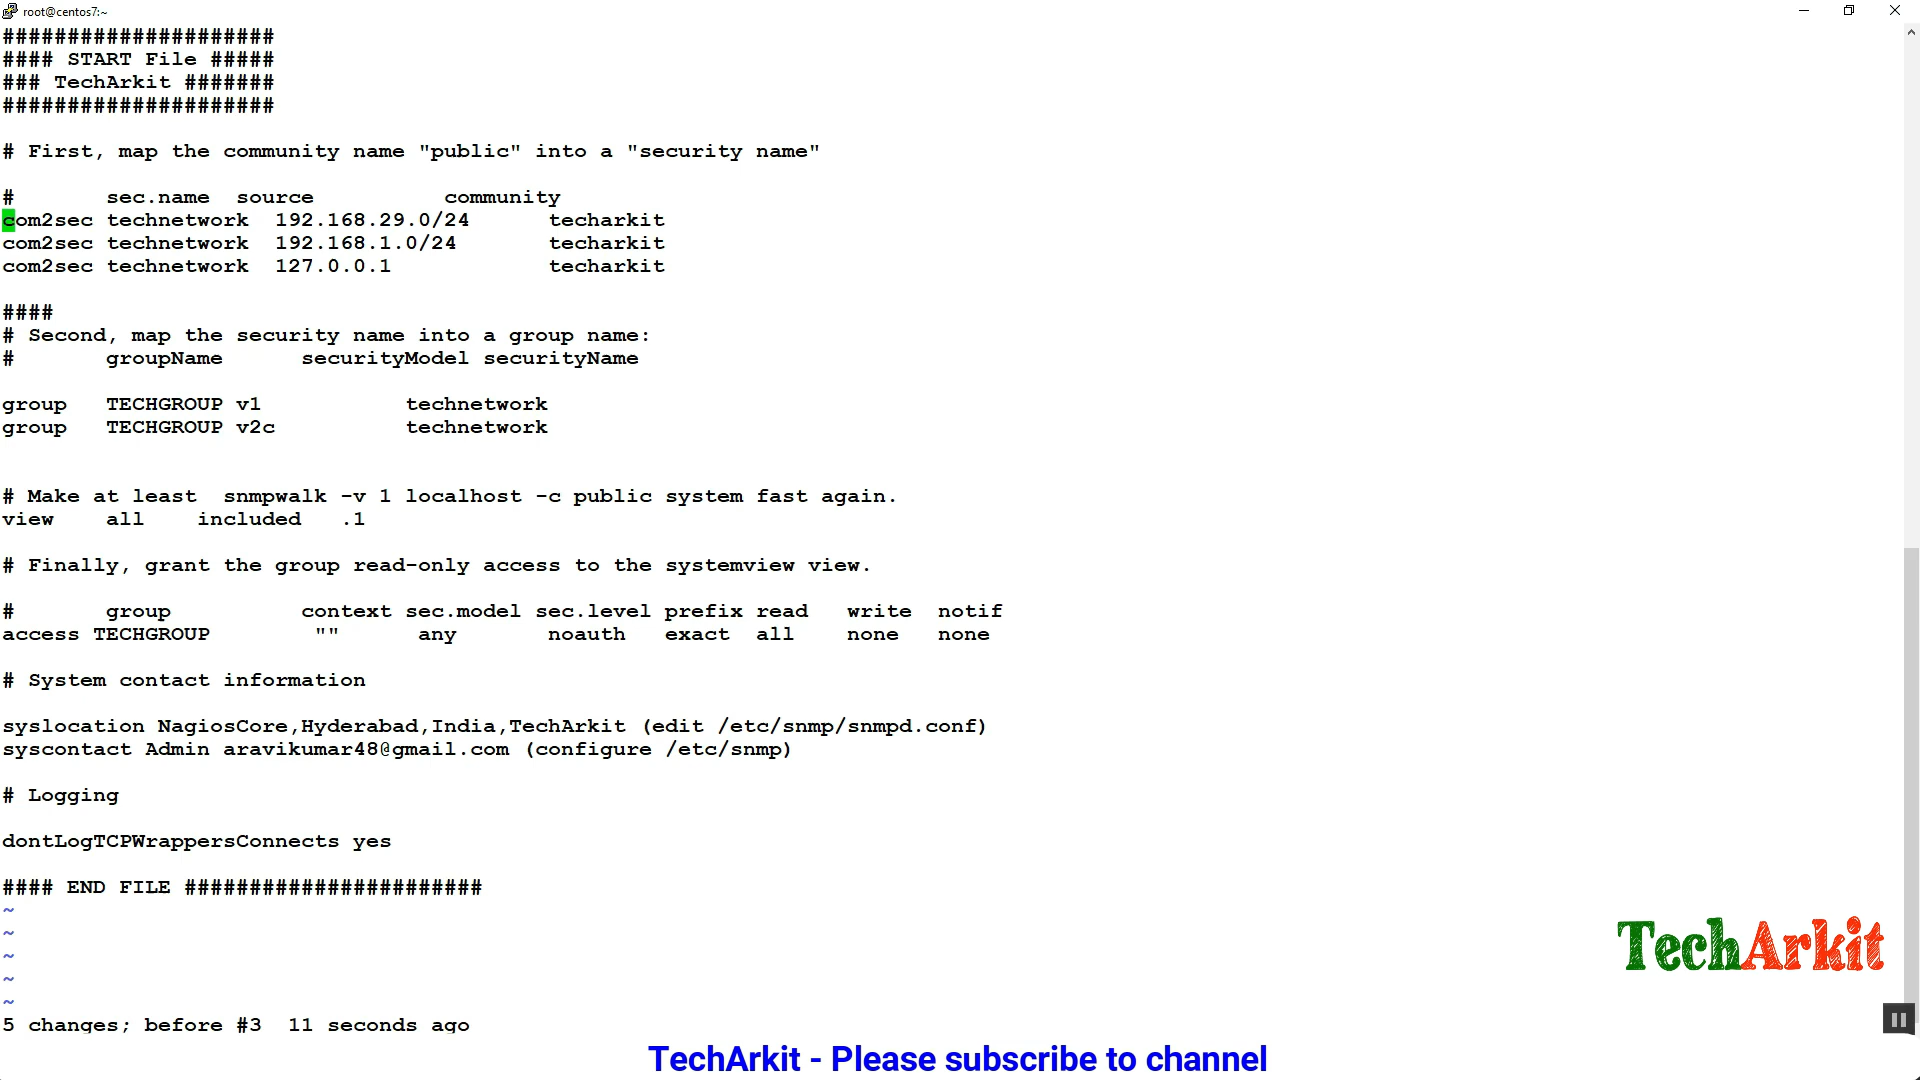 root@centos7:~
#####################
#### START File #####
### TechArkit #######
#####################
# First, map the community name "public" into a "security name"
#       sec.name  source          community
com2sec technetwork  192.168.29.0/24      techarkit
com2sec technetwork  192.168.1.0/24       techarkit
com2sec technetwork  127.0.0.1            techarkit
####
# Second, map the security name into a group name:
#       groupName      securityModel securityName
group   TECHGROUP v1           technetwork
group   TECHGROUP v2c          technetwork
# Make at least  snmpwalk -v 1 localhost -c public system fast again.
view    all    included   .1
# Finally, grant the group read-only access to the systemview view.
#       group          context sec.model sec.level prefix read   write  notif
access TECHGROUP        ""      any       noauth   exact  all    none   none
# System contact information
syslocation NagiosCore,Hyderabad,India,TechArkit (edit /etc/snmp/snmpd.conf)
syscontact Admin aravikumar48@gmail.com (configure /etc/snmp)
# Logging
dontLogTCPWrappersConnects yes
#### END FILE #######################
~
~
~
~
~
TechArkit
5 changes; before #3  11 seconds ago
TechArkit - Please subscribe to channel